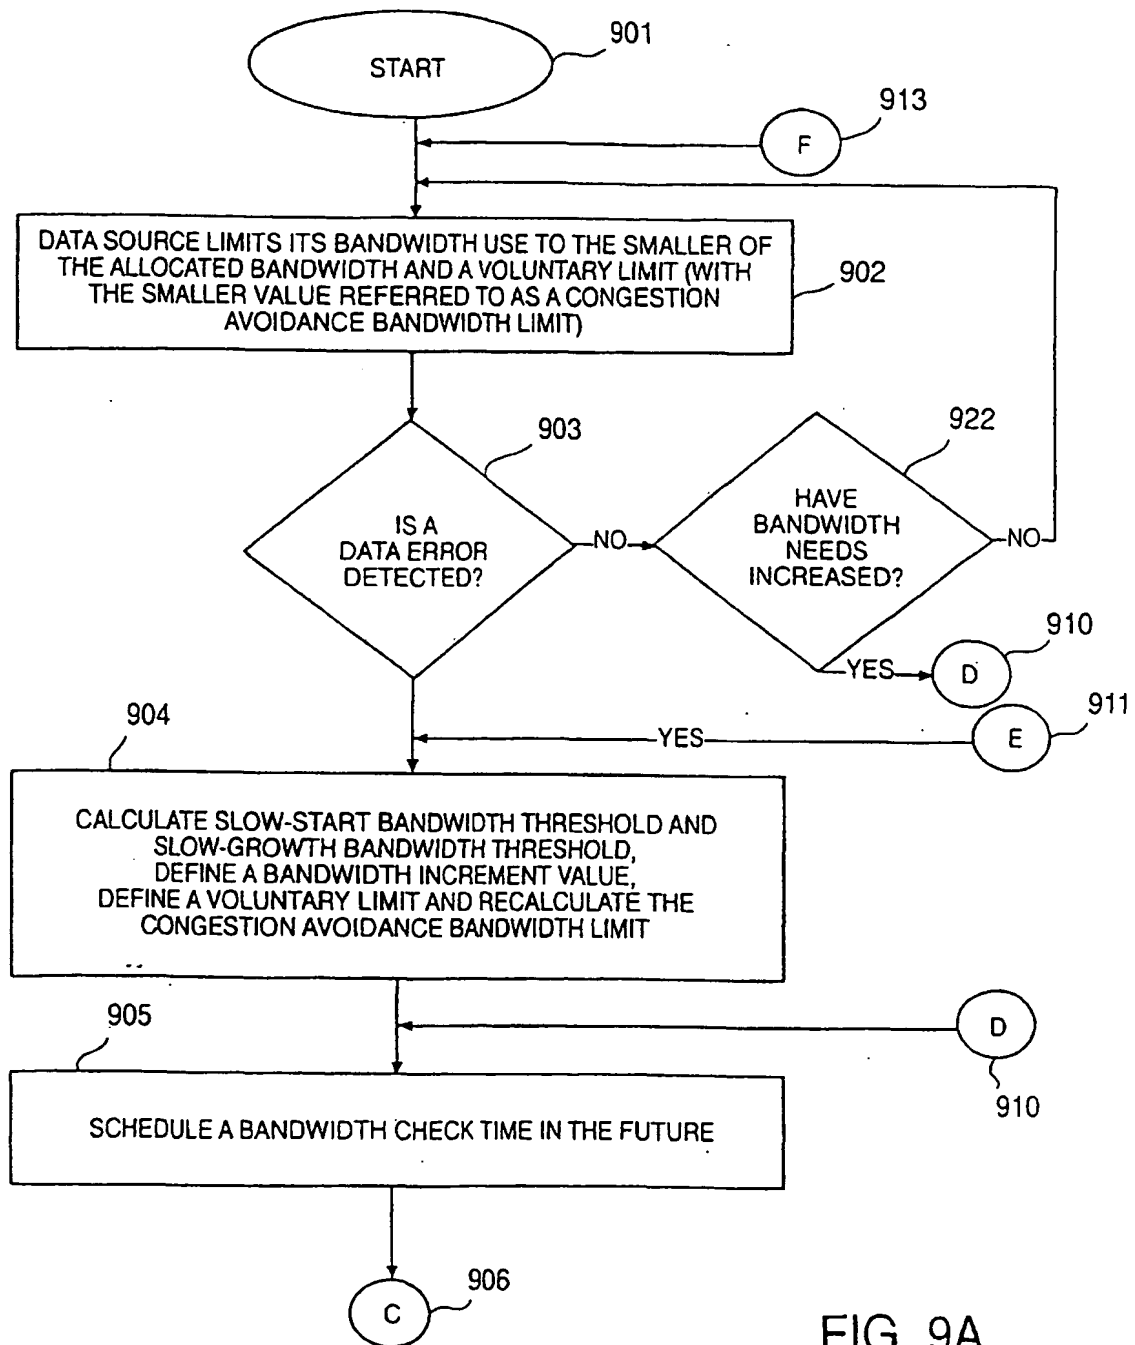 START
901
F
913
DATA SOURCE LIMITS ITS BANDWIDTH USE TO THE SMALLER OF
THE ALLOCATED BANDWIDTH AND A VOLUNTARY LIMIT (WITH
THE SMALLER VALUE REFERRED TO AS A CONGESTION
AVOIDANCE BANDWIDTH LIMIT)
902
903
922
IS A
DATA ERROR
DETECTED?
NO
HAVE
BANDWIDTH
NEEDS
INCREASED?
NO
YES
D
910
904
YES
E
911
CALCULATE SLOW-START BANDWIDTH THRESHOLD AND
SLOW-GROWTH BANDWIDTH THRESHOLD,
DEFINE A BANDWIDTH INCREMENT VALUE,
DEFINE A VOLUNTARY LIMIT AND RECALCULATE THE
CONGESTION AVOIDANCE BANDWIDTH LIMIT
905
D
910
SCHEDULE A BANDWIDTH CHECK TIME IN THE FUTURE
C
906
FIG. 9A